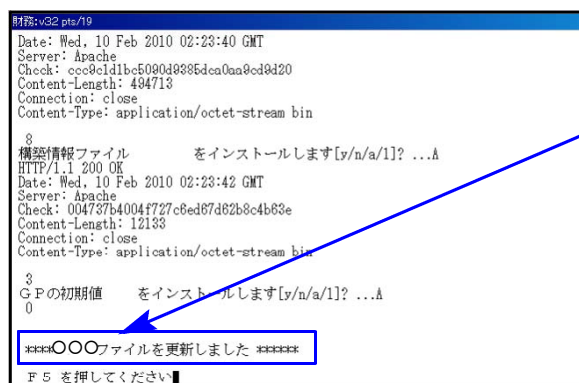 財務:v32 pts/19
Date: Wed, 10 Feb 2010 02:23:40 GMT
Server: Apache
Check: ccc9c1d1bc5090d9385dca0aa9cd9d20
Content-Length: 494713
Connection: close
Content-Type: application/octet-stream bin
8
構築情報ファイル をインストールします[y/n/a/l]? ...A
HTTP/1.1 200 OK
Date: Wed, 10 Feb 2010 02:23:42 GMT
Server: Apache
Check: 004737b4004f727c6ed67d62b8c4b63e
Content-Length: 12133
Connection: close
Content-Type: application/octet-stream bin
3
GPの初期値 をインストールします[y/n/a/l]? ...A
0
****○○○ファイルを更新しました ******
F5 を押してください